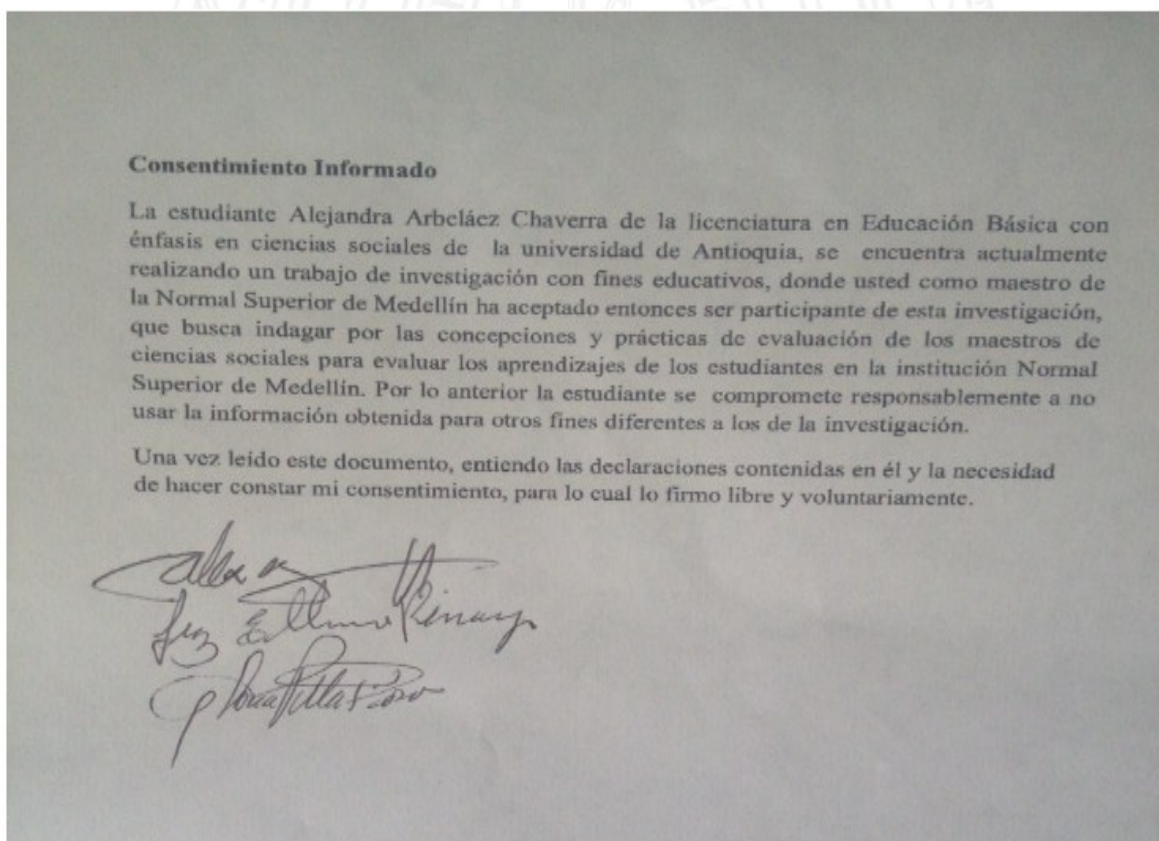 Consentimiento Informado
La estudiante Alejandra Arbeláez Chaverra de la licenciatura en Educación Básica con
énfasis en ciencias sociales de la universidad de Antioquia, se encuentra actualmente
realizando un trabajo de investigación con fines educativos, donde usted como maestro de
la Normal Superior de Medellín ha aceptado entonces ser participante de esta investigación,
que busca indagar por las concepciones y prácticas de evaluación de los maestros de
ciencias sociales para evaluar los aprendizajes de los estudiantes en la institución Normal
Superior de Medellín. Por lo anterior la estudiante se compromete responsablemente a no
usar la información obtenida para otros fines diferentes a los de la investigación.
Una vez leído este documento, entiendo las declaraciones contenidas en él y la necesidad
de hacer constar mi consentimiento, para lo cual lo firmo libre y voluntariamente.